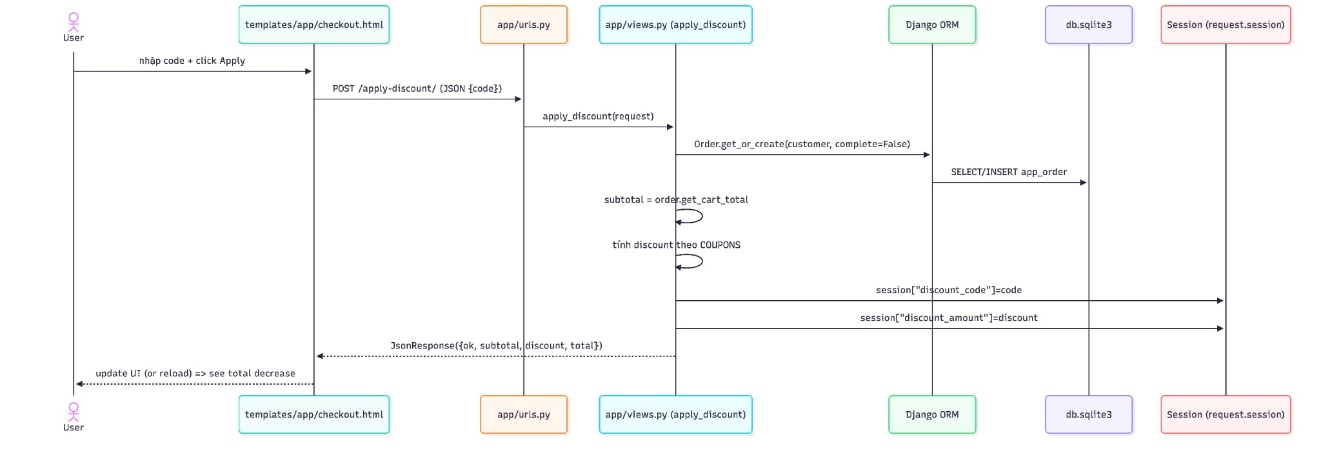 templates/app/checkout.html
app/urls.py
app/views.py (apply_discount)
Django ORM
db.sqlite3
Session (request.session)
User
nhập code + click Apply
POST /apply-discount/ (JSON {code})
apply_discount(request)
Order.get_or_create(customer, complete=False)
SELECT/INSERT app_order
subtotal = order.get_cart_total
tính discount theo COUPONS
session["discount_code"]=code
session["discount_amount"]=discount
JsonResponse({ok, subtotal, discount, total})
update UI (or reload) => see total decrease
User
templates/app/checkout.html
app/urls.py
app/views.py (apply_discount)
Django ORM
db.sqlite3
Session (request.session)